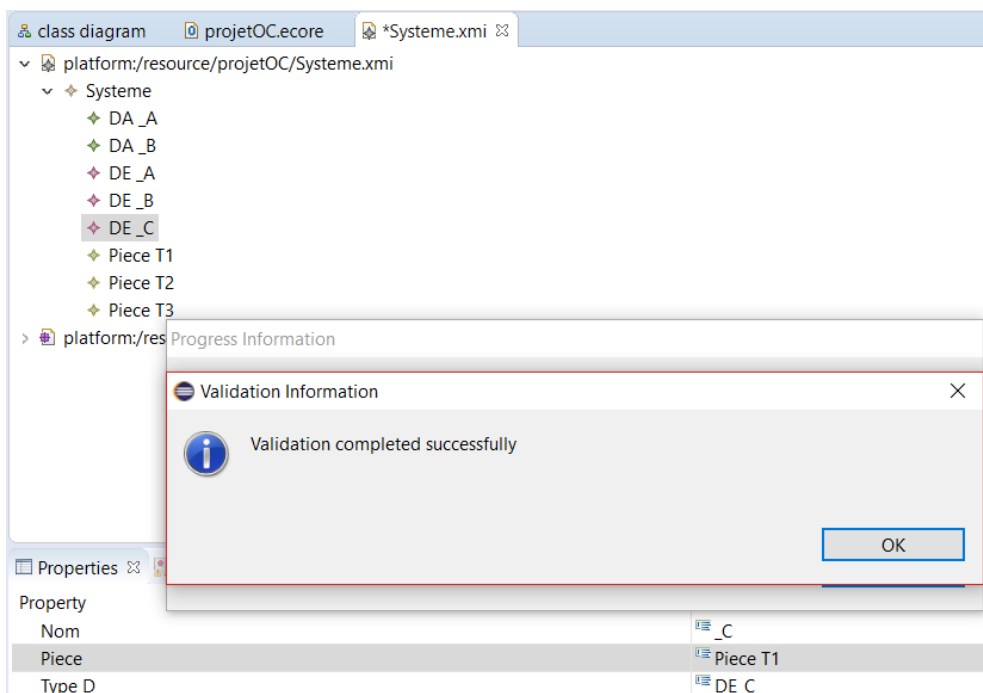 class diagram projetOC.ecore *Systeme.xmi
platform:/resource/projetOC/Systeme.xmi
Systeme
DA _A
DA _B
DE _A
DE _B
DE _C
Piece T1
Piece T2
Piece T3
platform:/res
Progress Information
Validation Information
Validation completed successfully
OK
Properties
Property
Nom _C
Piece Piece T1
Type D DE C